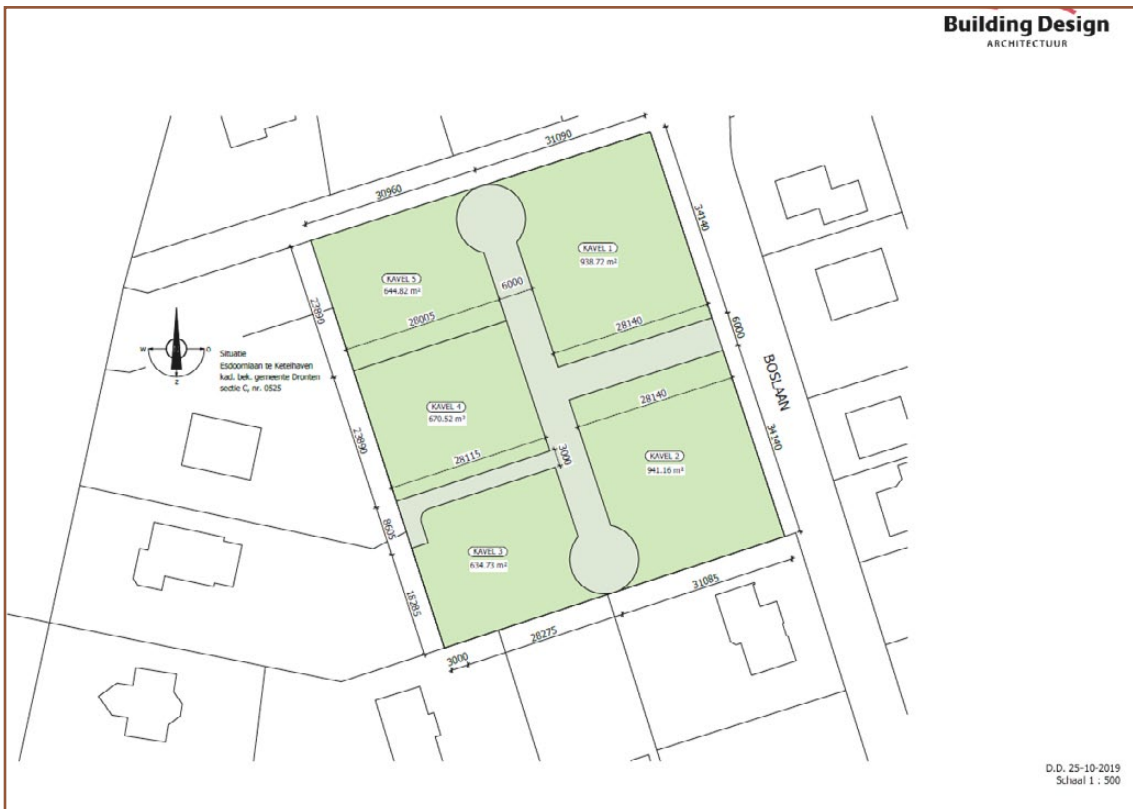 Building Design
ARCHITECTUUR
31090
30960
34140
KAVEL 1
938.72 m²
KAVEL 5
644.82 m²
6000
23890
28005
28140
6000
W
O
Z
Situatie
Esdoornlaan te Ketelhaven
kad. bek. gemeente Dronten
sectie C, nr. 0525
BOSLAAN
28140
KAVEL 4
670.52 m²
23890
28115
3000
34140
KAVEL 2
941.16 m²
8605
KAVEL 3
634.73 m²
16285
31085
28275
3000
D.D. 25-10-2019
Schaal 1 : 500